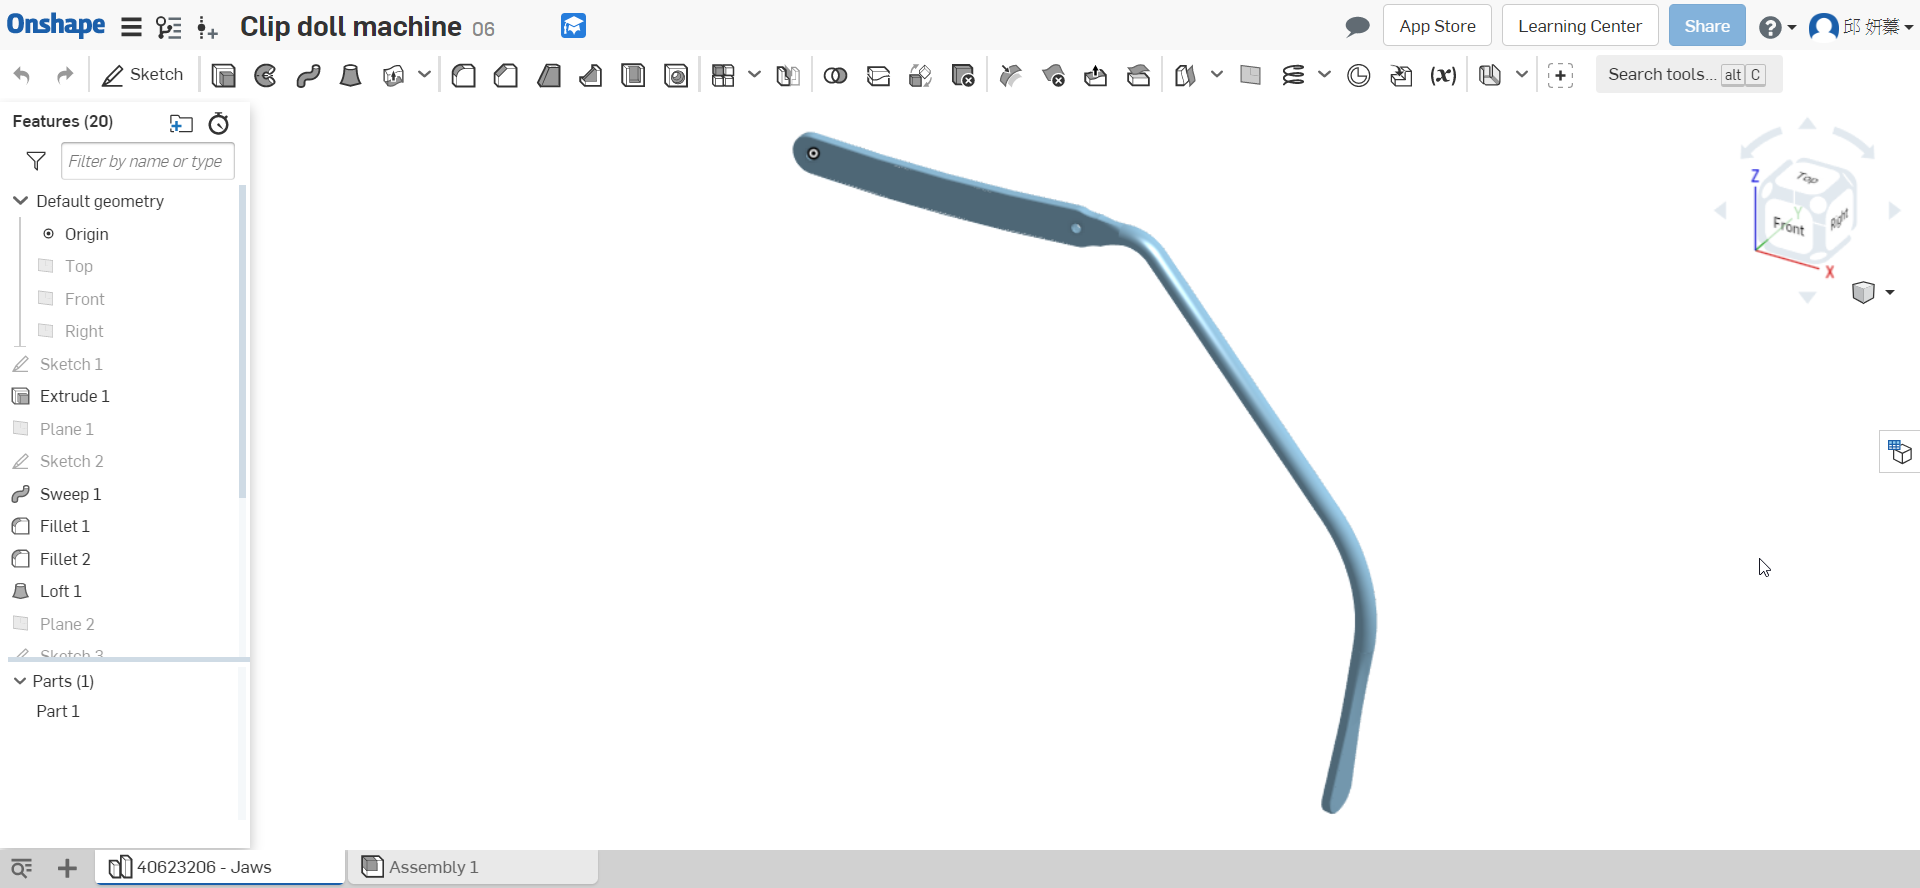 Onshape Clip doll machine 06 App Store Learning Center Share 邱 妍蓁
Sketch Search tools... alt C
Features (20)
Filter by name or type
Default geometry
Origin
Top
Front
Right
Sketch 1
Extrude 1
Plane 1
Sketch 2
Sweep 1
Fillet 1
Fillet 2
Loft 1
Plane 2
Sketch 3
Parts (1)
Part 1
Z
Top
Y
Front
Right
X
40623206 - Jaws
Assembly 1